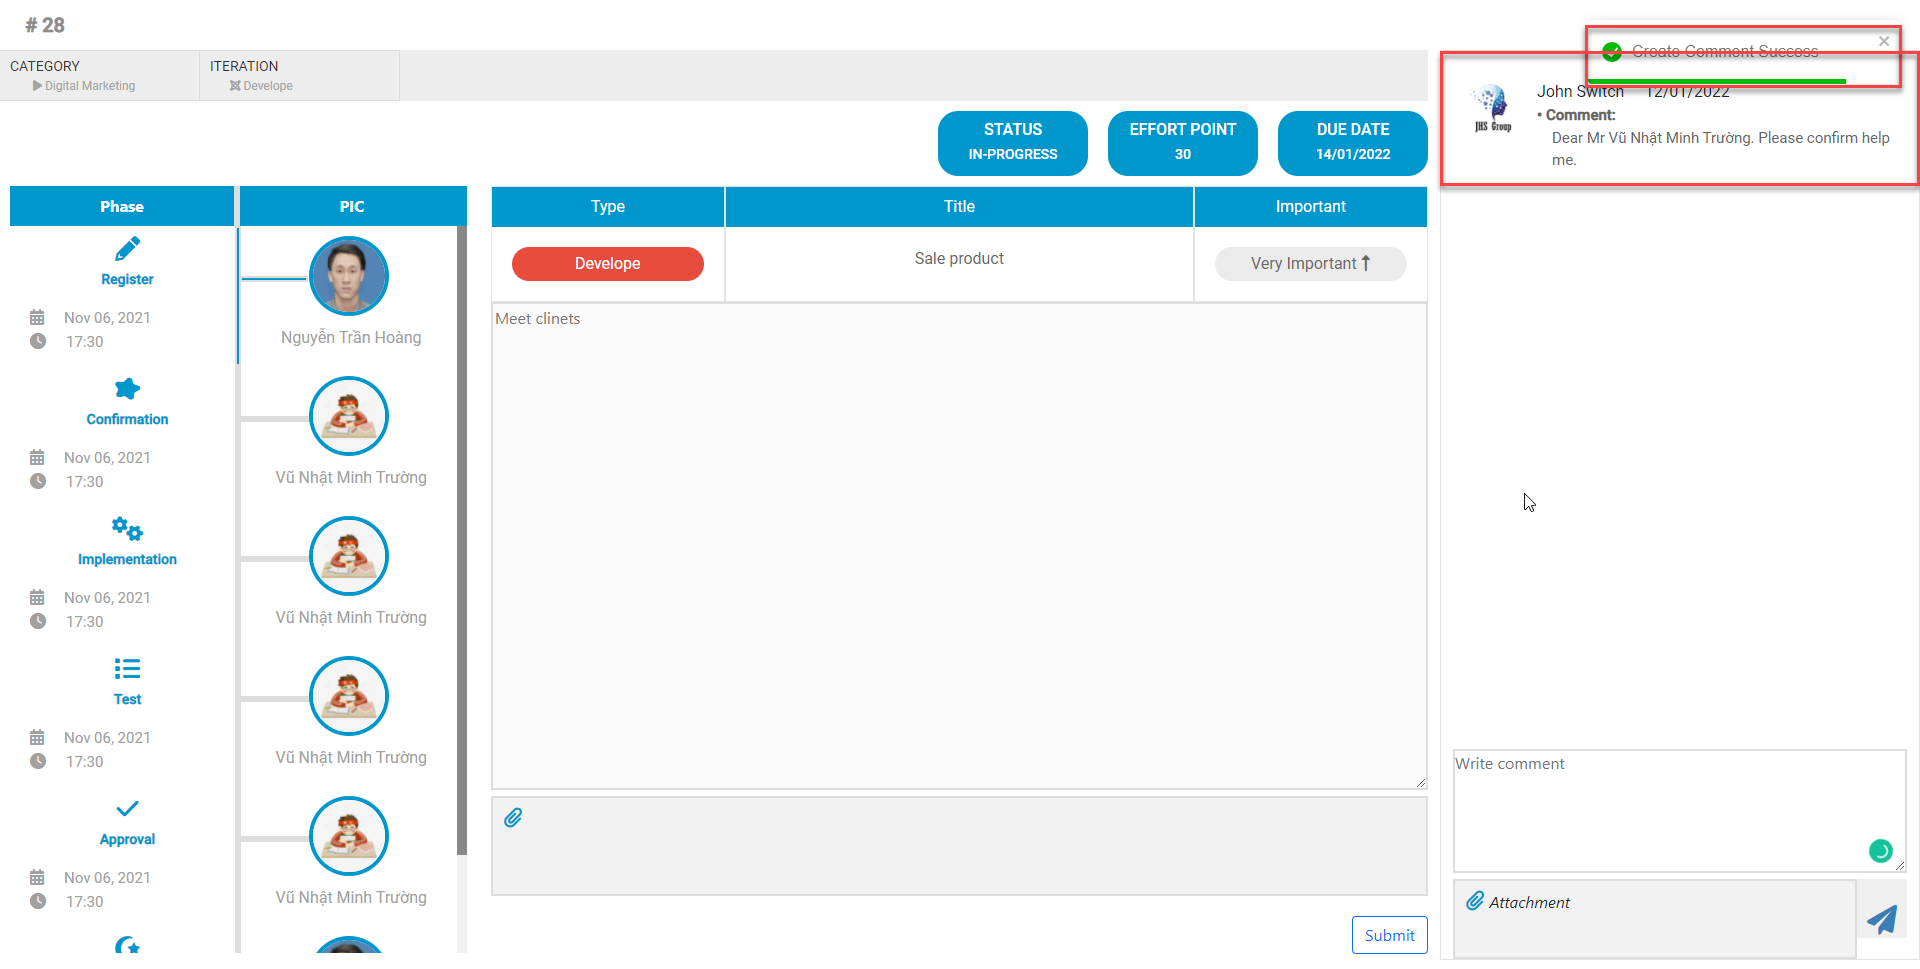 # 28
CATEGORY
Digital Marketing
ITERATION
Develope
Create Comment Success
STATUS
IN-PROGRESS
EFFORT POINT
30
DUE DATE
14/01/2022
JHS Group
John Switch 12/01/2022
• Comment:
Dear Mr Vũ Nhật Minh Trường. Please confirm help
me.
Phase PIC
Register
Nov 06, 2021
17:30
Nguyễn Trần Hoàng
Confirmation
Nov 06, 2021
17:30
Vũ Nhật Minh Trường
Implementation
Nov 06, 2021
17:30
Vũ Nhật Minh Trường
Test
Nov 06, 2021
17:30
Vũ Nhật Minh Trường
Approval
Nov 06, 2021
17:30
Vũ Nhật Minh Trường
Type Title Important
Develope Sale product Very Important
Meet clinets
Submit
Write comment
Attachment